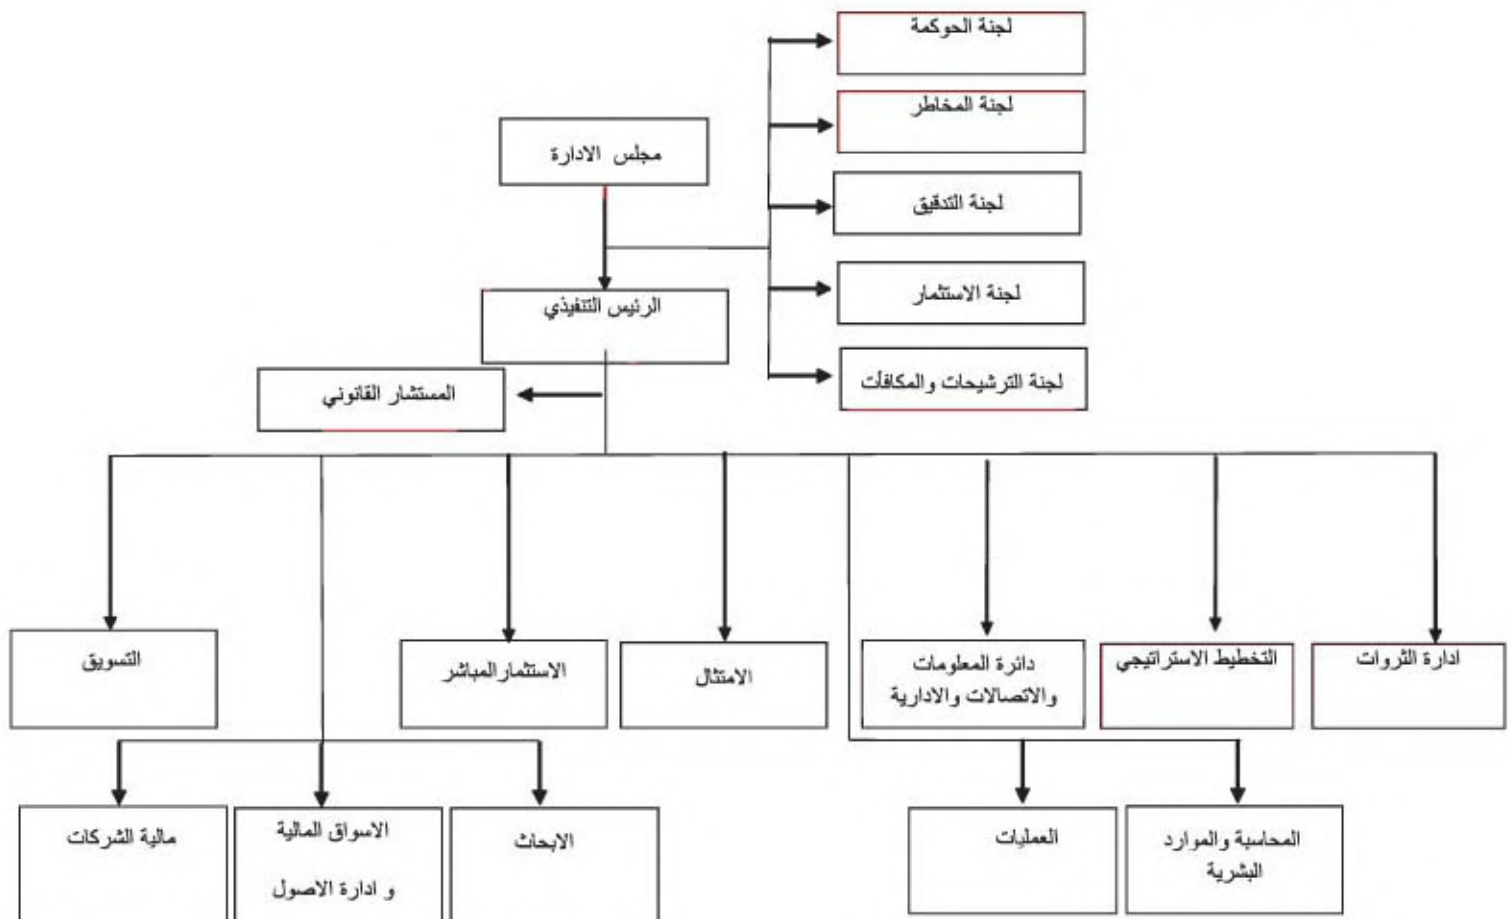 لجنة الحوكمة
لجنة المخاطر
مجلس الادارة
لجنة التدقيق
لجنة الاستثمار
الرئيس التنفيذي
لجنة الترشيحات والمكافأت
المستشار القانوني
ادارة الثروات
التخطيط الاستراتيجي
دائرة المعلومات
والاتصالات والادارية
الامتثال
الاستثمار المباشر
التسويق
المحاسبة والموارد
البشرية
العمليات
الابحاث
الاسواق المالية
و ادارة الاصول
مالية الشركات